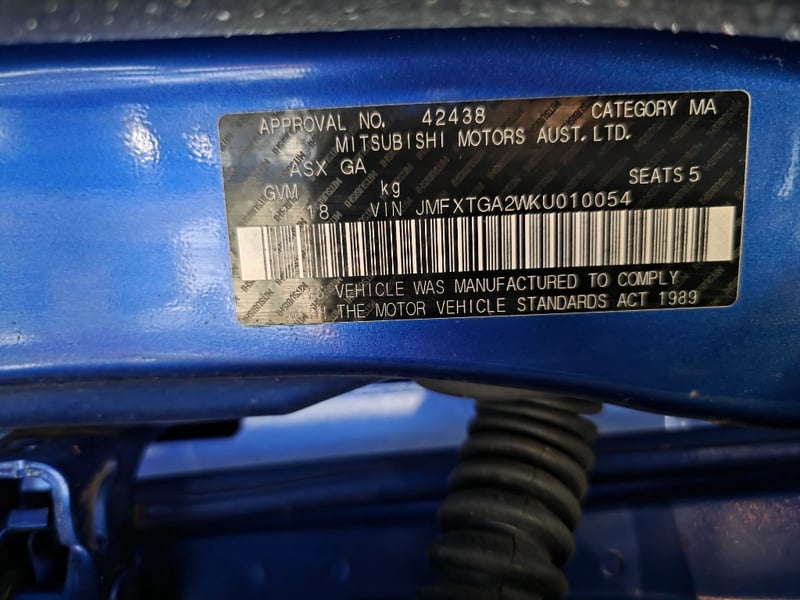 APPROVAL NO. 42438 CATEGORY MA
MITSUBISHI MOTORS AUST. LTD.
ASX GA
GVM kg SEATS 5
18 VIN JMFXTGA2WKU010054
VEHICLE WAS MANUFACTURED TO COMPLY
THE MOTOR VEHICLE STANDARDS ACT 1989